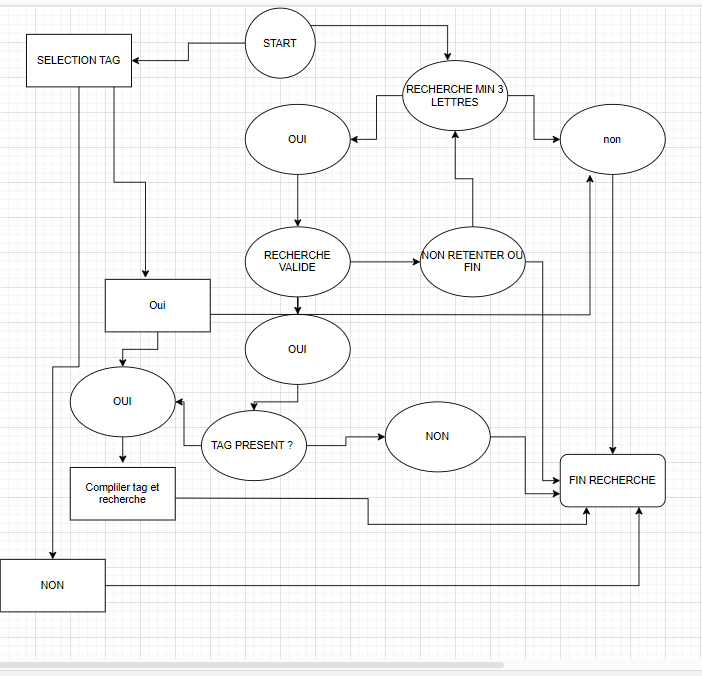 START
SELECTION TAG
RECHERCHE MIN 3
LETTRES
OUI
non
RECHERCHE
VALIDE
NON RETENTER OU
FIN
Oui
OUI
OUI
TAG PRESENT ?
NON
FIN RECHERCHE
Compliler tag et
recherche
NON